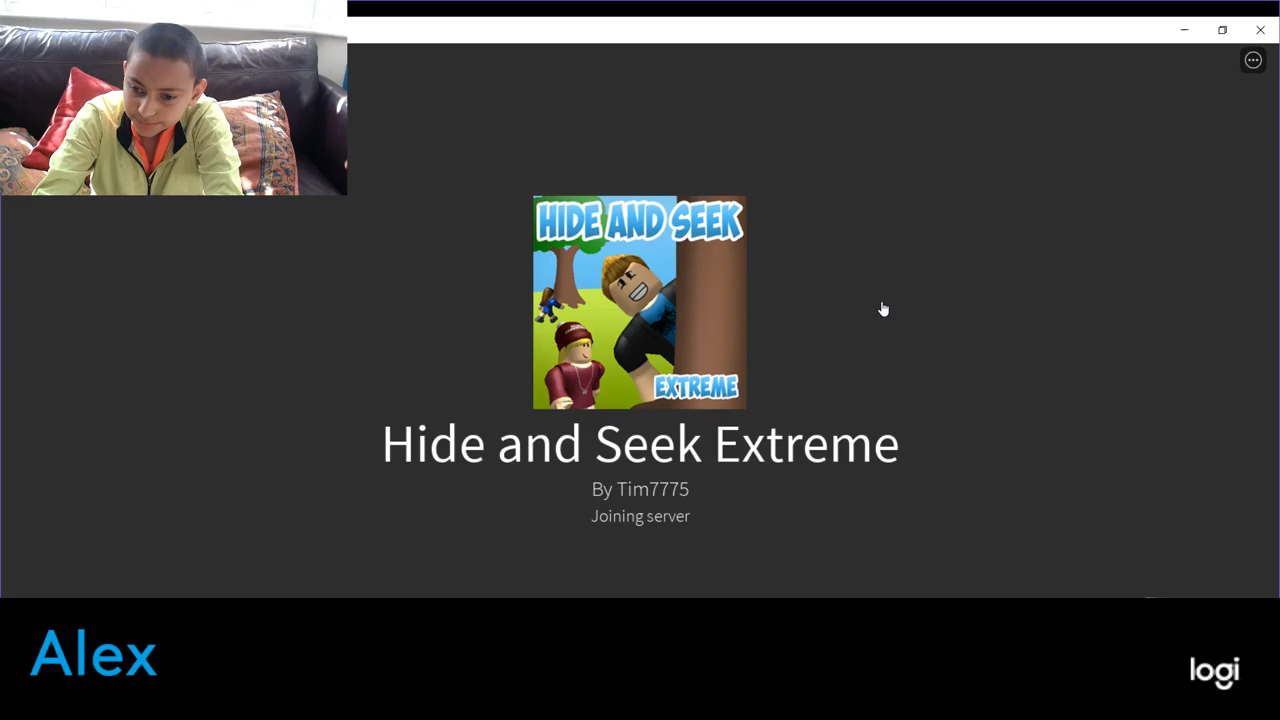 HIDE AND SEEK
EXTREME
Hide and Seek Extreme
By Tim7775
Joining server
Alex
logi